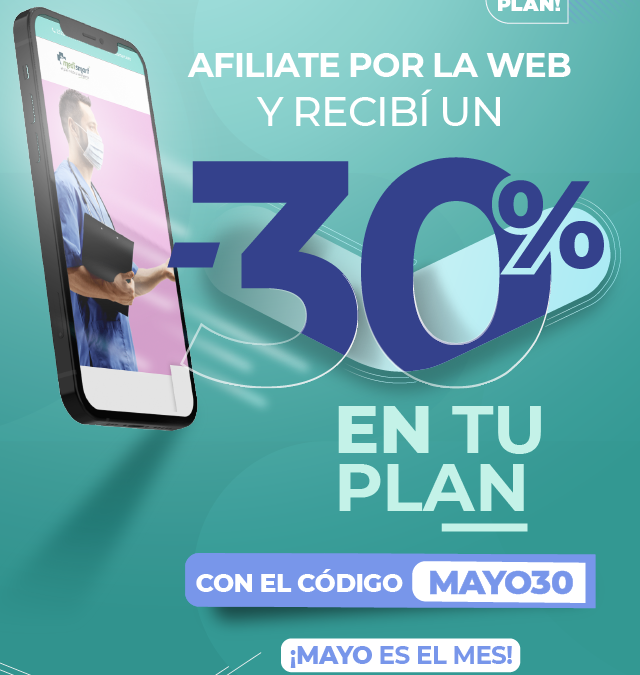 PLAN!
medismart
AFILIATE POR LA WEB
Y RECIBÍ UN
-30%
EN TU
PLAN
CON EL CÓDIGO MAYO30
¡MAYO ES EL MES!